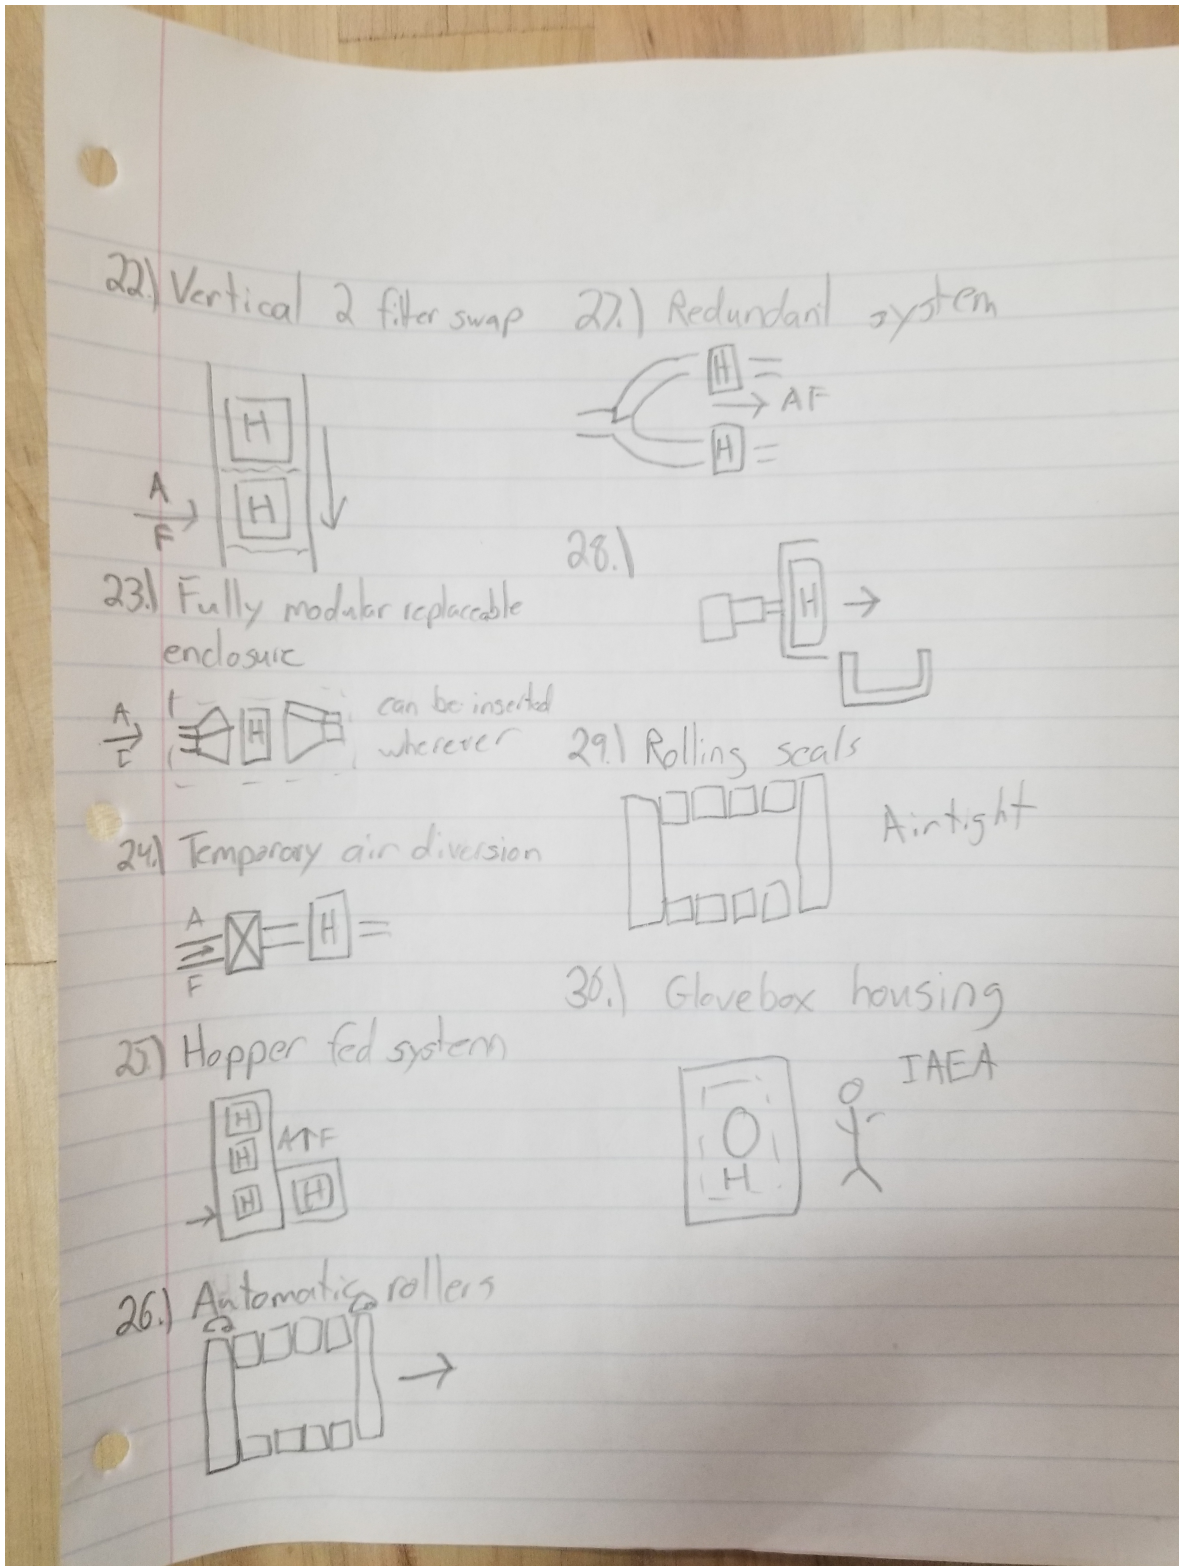 22.) Vertical 2 filter swap
H
H
A
F
23.) Fully modular replaceable
enclosure
A
F
H
can be inserted
wherever
24.) Temporary air diversion
A
F
H
25.) Hopper fed system
H
H
H
A F
H
26.) Automatic rollers
27.) Redundant system
H
AF
H
28.)
H
29.) Rolling seals
Airtight
30.) Glovebox housing
IAEA
H